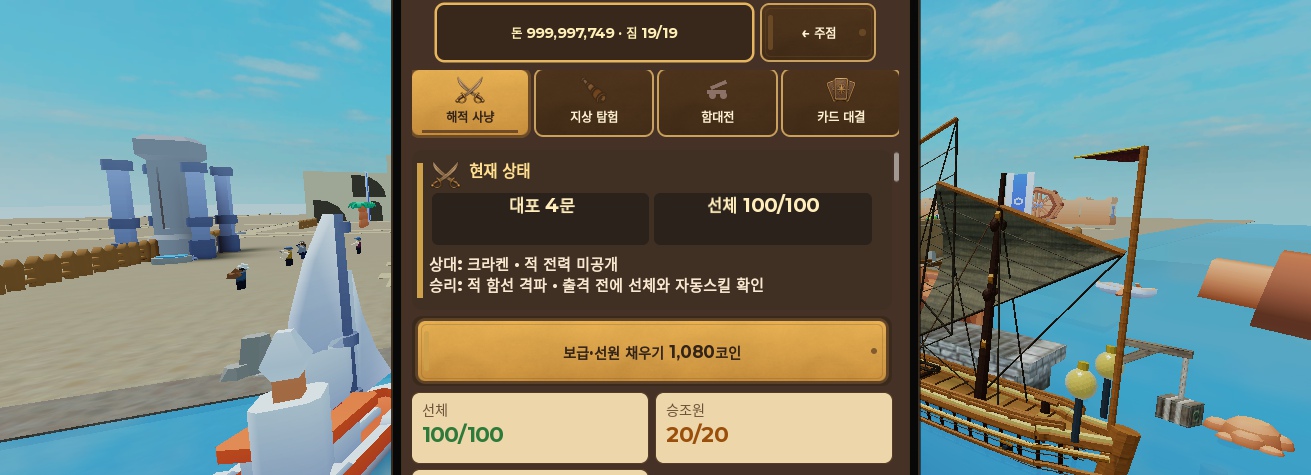 돈 999,997,749 · 짐 19/19
← 주점
해적 사냥
지상 탐험
함대전
카드 대결
현재 상태
대포 4문
선체 100/100
상대: 크라켄 • 적 전력 미공개
승리: 적 함선 격파 • 출격 전에 선체와 자동스킬 확인
보급·선원 채우기 1,080코인
선체
100/100
승조원
20/20